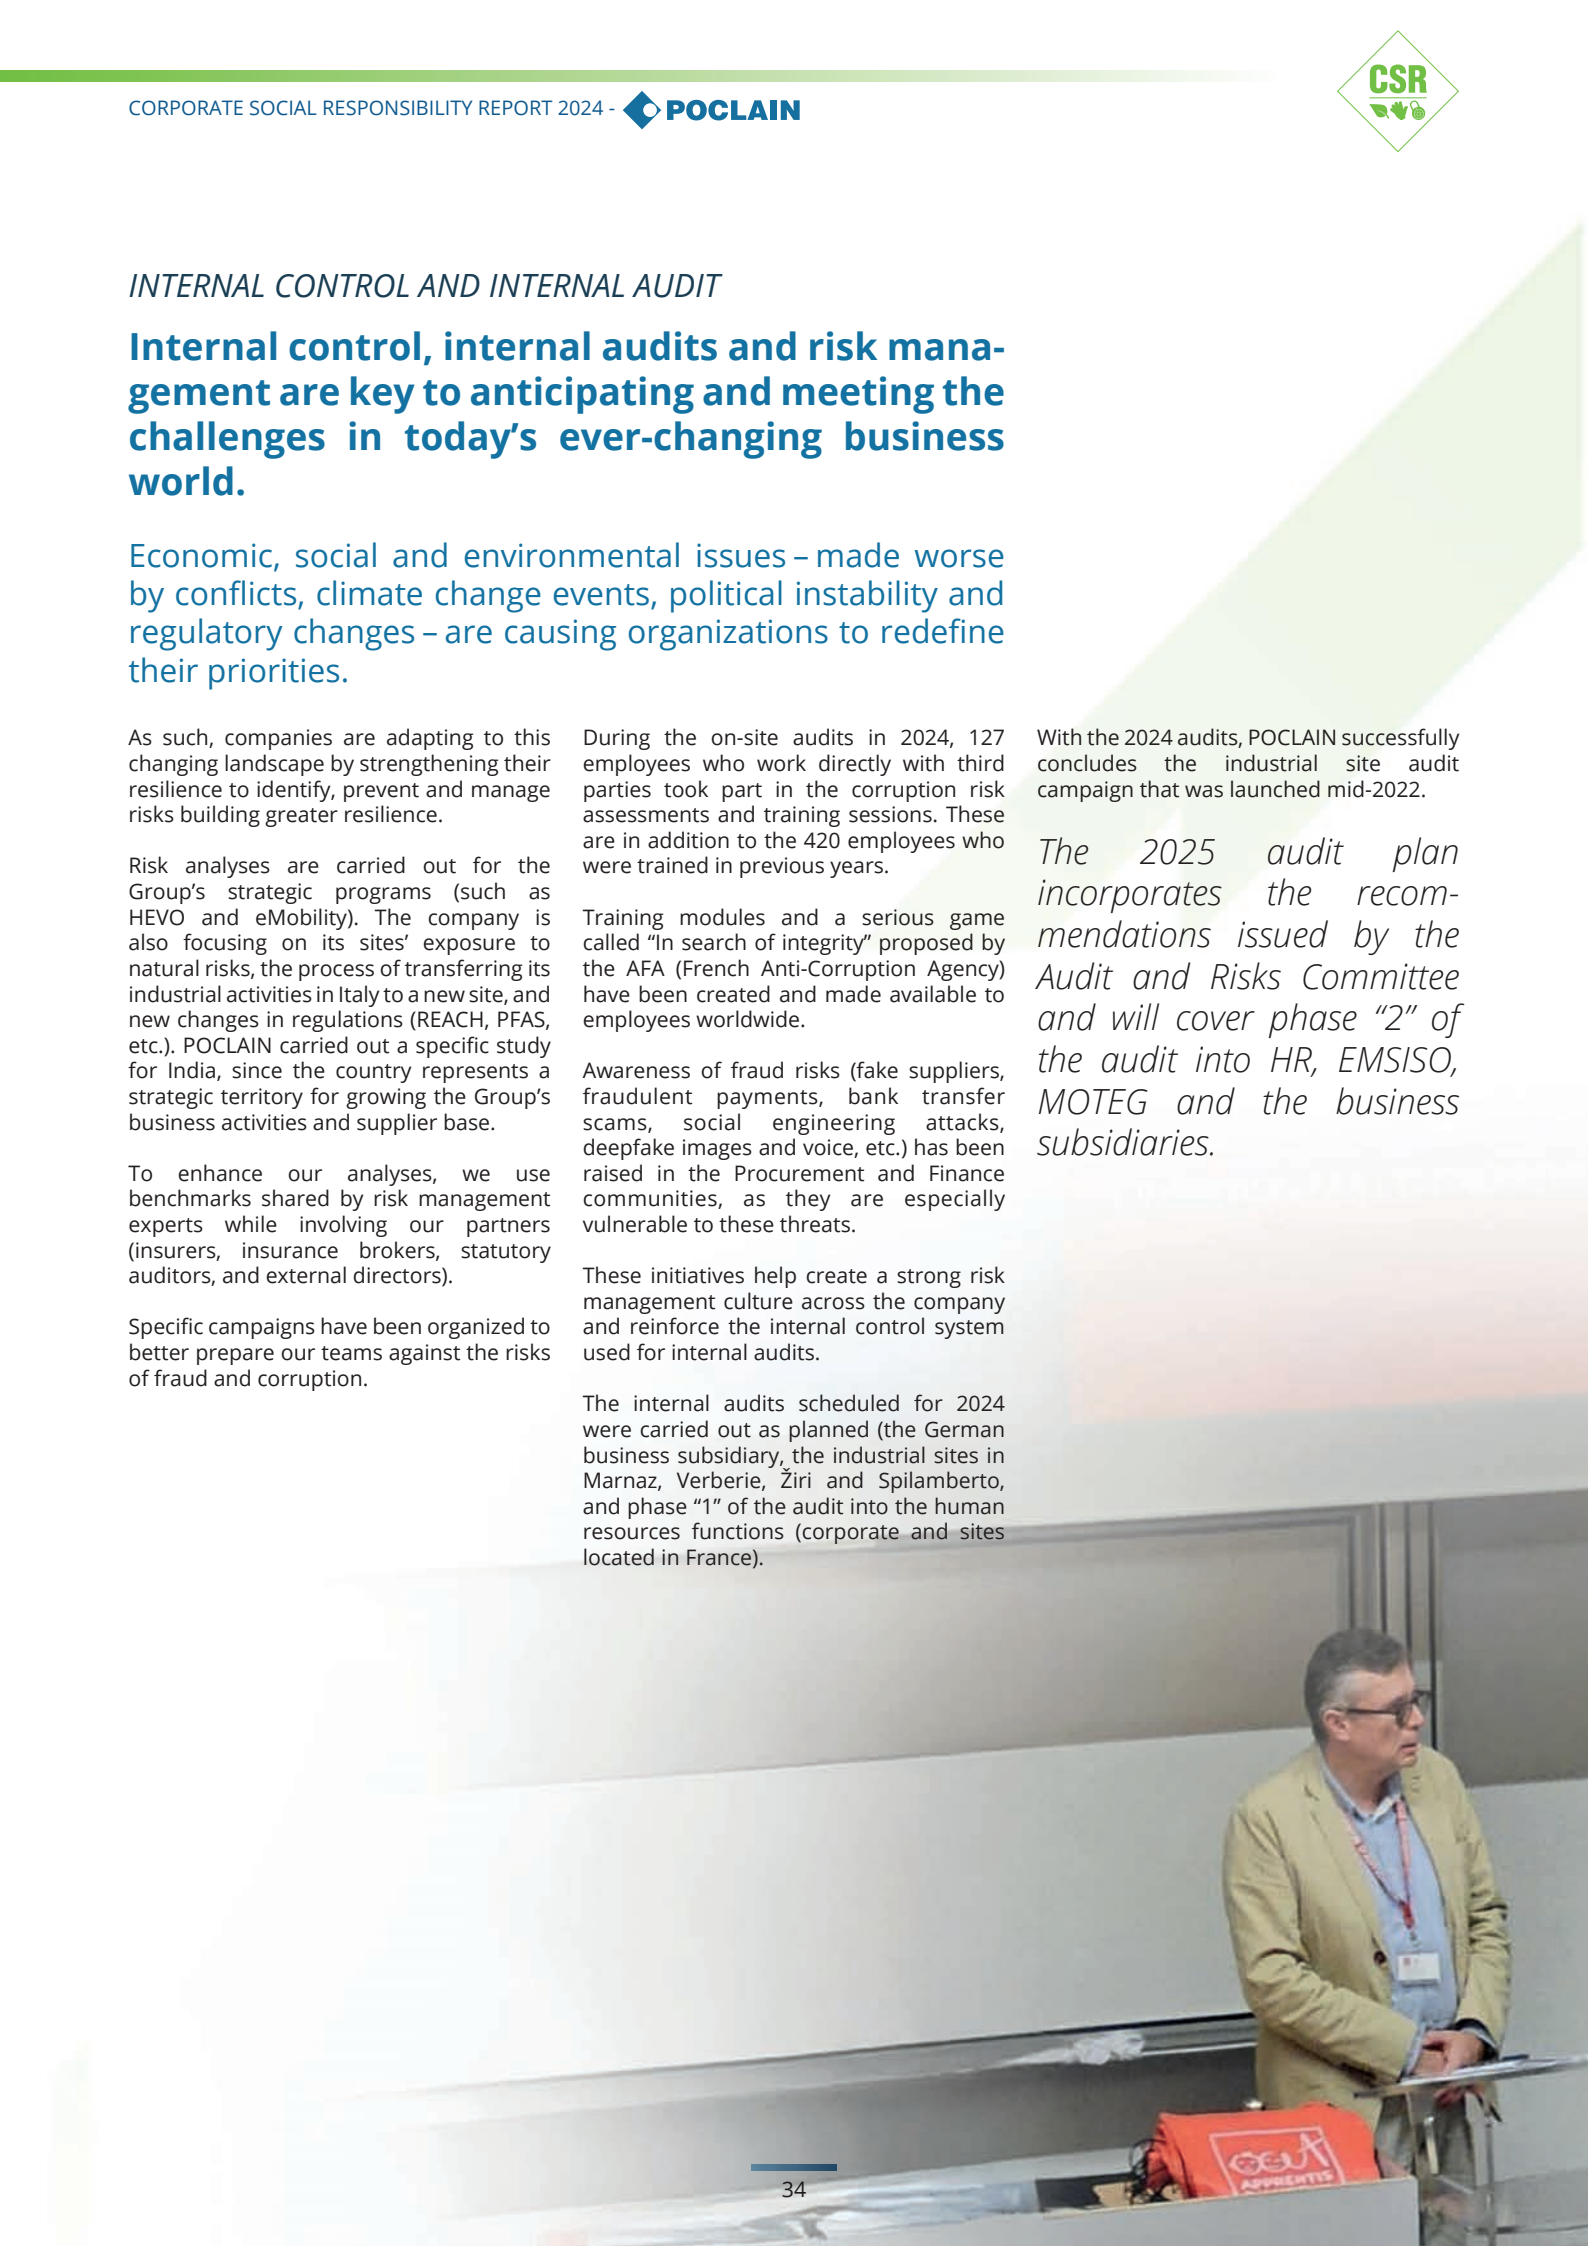 CORPORATE SOCIAL RESPONSIBILITY REPORT 2024 - POCLAIN
CSR
INTERNAL CONTROL AND INTERNAL AUDIT
Internal control, internal audits and risk mana-
gement are key to anticipating and meeting the
challenges in today’s ever-changing business
world.
Economic, social and environmental issues – made worse
by conflicts, climate change events, political instability and
regulatory changes – are causing organizations to redefine
their priorities.
As such, companies are adapting to this
changing landscape by strengthening their
resilience to identify, prevent and manage
risks building greater resilience.
Risk analyses are carried out for the
Group’s strategic programs (such as
HEVO and eMobility). The company is
also focusing on its sites’ exposure to
natural risks, the process of transferring its
industrial activities in Italy to a new site, and
new changes in regulations (REACH, PFAS,
etc.). POCLAIN carried out a specific study
for India, since the country represents a
strategic territory for growing the Group’s
business activities and supplier base.
To enhance our analyses, we use
benchmarks shared by risk management
experts while involving our partners
(insurers, insurance brokers, statutory
auditors, and external directors).
Specific campaigns have been organized to
better prepare our teams against the risks
of fraud and corruption.
During the on-site audits in 2024, 127
employees who work directly with third
parties took part in the corruption risk
assessments and training sessions. These
are in addition to the 420 employees who
were trained in previous years.
Training modules and a serious game
called “In search of integrity” proposed by
the AFA (French Anti-Corruption Agency)
have been created and made available to
employees worldwide.
Awareness of fraud risks (fake suppliers,
fraudulent payments, bank transfer
scams, social engineering attacks,
deepfake images and voice, etc.) has been
raised in the Procurement and Finance
communities, as they are especially
vulnerable to these threats.
These initiatives help create a strong risk
management culture across the company
and reinforce the internal control system
used for internal audits.
The internal audits scheduled for 2024
were carried out as planned (the German
business subsidiary, the industrial sites in
Marnaz, Verberie, Žiri and Spilamberto,
and phase “1” of the audit into the human
resources functions (corporate and sites
located in France).
With the 2024 audits, POCLAIN successfully
concludes the industrial site audit
campaign that was launched mid-2022.
The 2025 audit plan
incorporates the recom-
mendations issued by the
Audit and Risks Committee
and will cover phase “2” of
the audit into HR, EMSISO,
MOTEG and the business
subsidiaries.
APPRENTIS
34